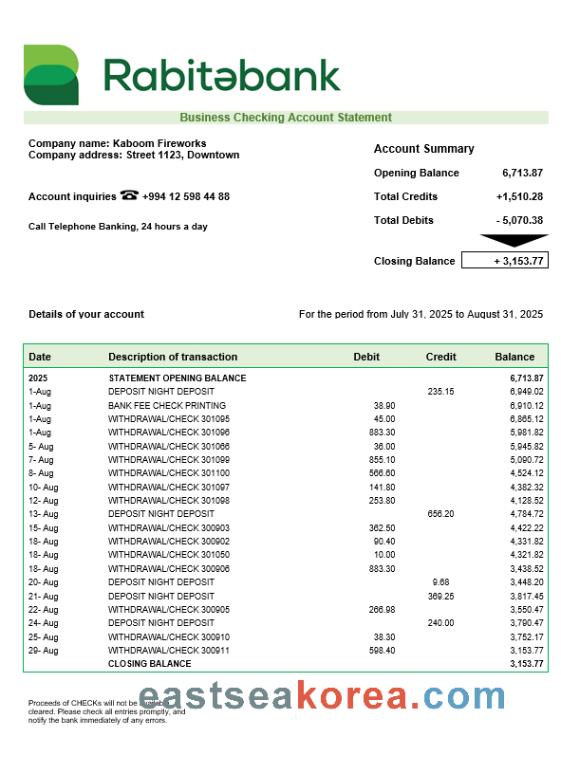 Rabitəbank
Business Checking Account Statement
Company name: Kaboom Fireworks
Company address: Street 1123, Downtown
Account inquiries ☎ +994 12 598 44 88
Call Telephone Banking, 24 hours a day
Account Summary
Opening Balance 6,713.87
Total Credits +1,510.28
Total Debits - 5,070.38
Closing Balance + 3,153.77
Details of your account For the period from July 31, 2025 to August 31, 2025
Date Description of transaction Debit Credit Balance
2025 STATEMENT OPENING BALANCE 6,713.87
1-Aug DEPOSIT NIGHT DEPOSIT 235.15 6,949.02
1-Aug BANK FEE CHECK PRINTING 38.90 6,910.12
1-Aug WITHDRAWAL/CHECK 301095 45.00 6,865.12
1-Aug WITHDRAWAL/CHECK 301096 883.30 5,981.82
5- Aug WITHDRAWAL/CHECK 301066 36.00 5,945.82
7- Aug WITHDRAWAL/CHECK 301099 855.10 5,090.72
8- Aug WITHDRAWAL/CHECK 301100 566.60 4,524.12
10- Aug WITHDRAWAL/CHECK 301097 141.80 4,382.32
12- Aug WITHDRAWAL/CHECK 301098 253.80 4,128.52
13- Aug DEPOSIT NIGHT DEPOSIT 656.20 4,784.72
15- Aug WITHDRAWAL/CHECK 300903 362.50 4,422.22
18- Aug WITHDRAWAL/CHECK 300902 90.40 4,331.82
18- Aug WITHDRAWAL/CHECK 301050 10.00 4,321.82
18- Aug WITHDRAWAL/CHECK 300906 883.30 3,438.52
20- Aug DEPOSIT NIGHT DEPOSIT 9.68 3,448.20
21- Aug DEPOSIT NIGHT DEPOSIT 369.25 3,817.45
22- Aug WITHDRAWAL/CHECK 300905 266.98 3,550.47
24- Aug DEPOSIT NIGHT DEPOSIT 240.00 3,790.47
25- Aug WITHDRAWAL/CHECK 300910 38.30 3,752.17
29- Aug WITHDRAWAL/CHECK 300911 598.40 3,153.77
CLOSING BALANCE 3,153.77
eastseakorea.com
Proceeds of CHECKs will not be
cleared. Please check all entries promptly, and
notify the bank immediately of any errors.